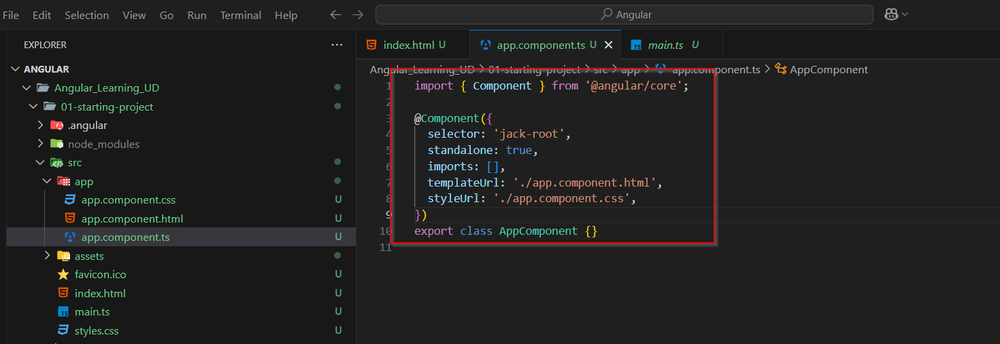 File Edit Selection View Go Run Terminal Help Angular
EXPLORER ...
index.html U app.component.ts U main.ts U
ANGULAR
Angular_Learning_UD > 01-starting-project > src > app > app.component.ts > AppComponent
Angular_Learning_UD
01-starting-project
.angular
node_modules
src
app
app.component.css U
app.component.html U
app.component.ts U
assets
favicon.ico U
index.html U
main.ts U
styles.css U
1 import { Component } from '@angular/core';
2
3 @Component({
4 selector: 'jack-root',
5 standalone: true,
6 imports: [],
7 templateUrl: './app.component.html',
8 styleUrl: './app.component.css',
9 })
10 export class AppComponent {}
11